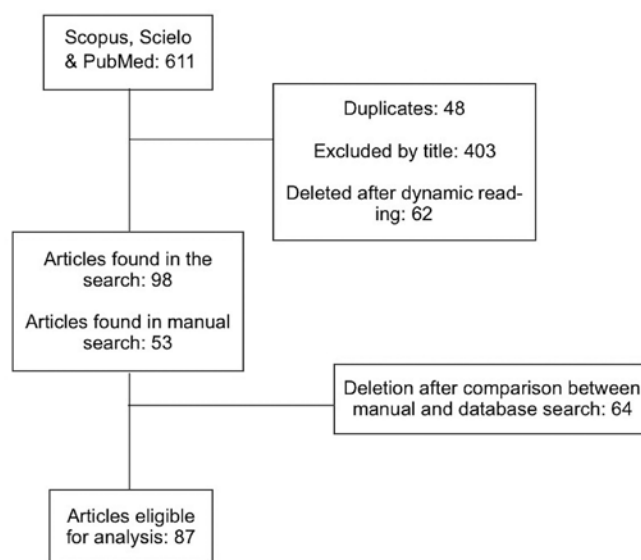 Scopus, Scielo
& PubMed: 611
Duplicates: 48
Excluded by title: 403
Deleted after dynamic read-
ing: 62
Articles found in the
search: 98
Articles found in manual
search: 53
Deletion after comparison between
manual and database search: 64
Articles eligible
for analysis: 87